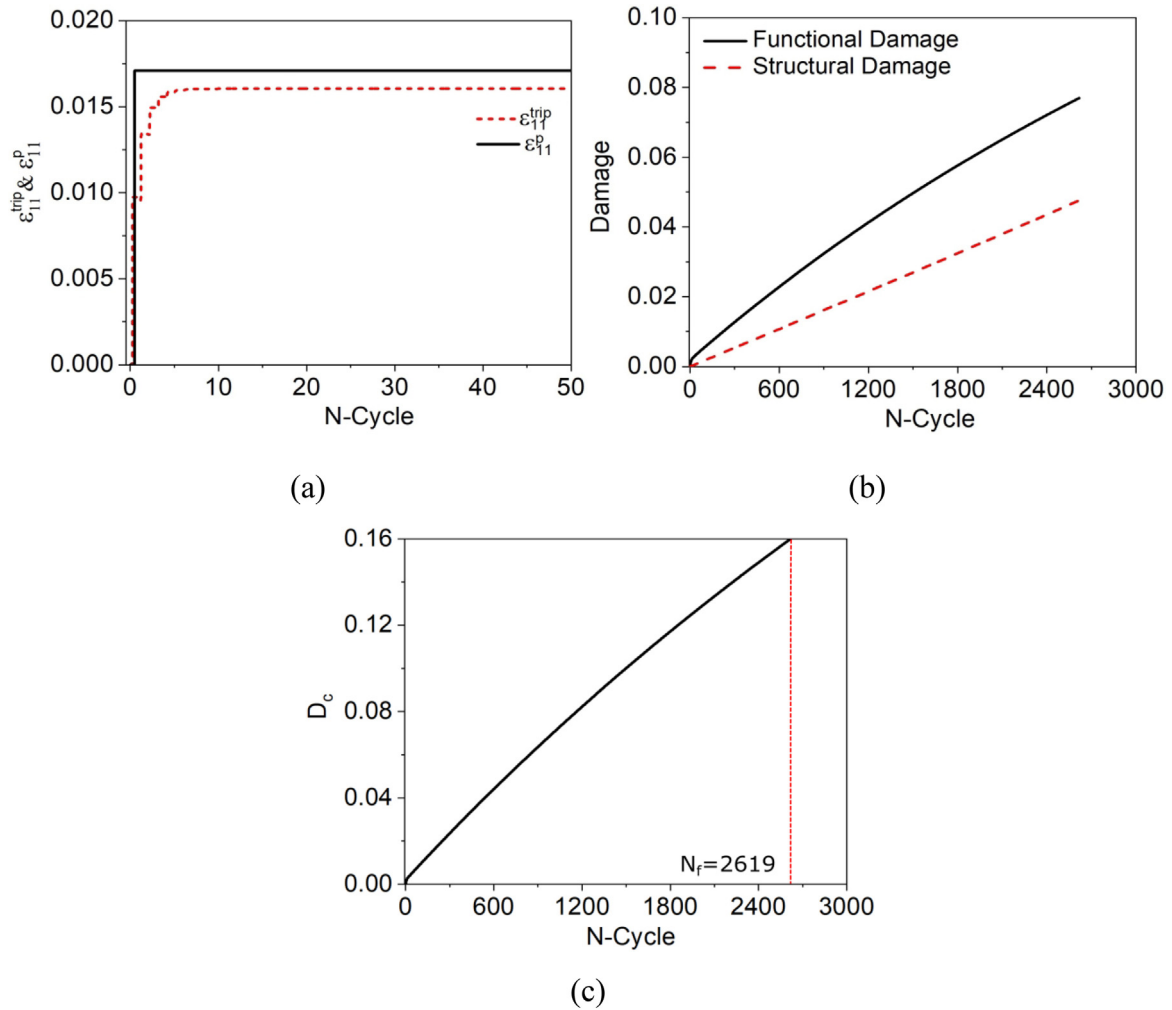 0.020
0.015
0.010
0.005
0.000
ε₁₁ᵗʳⁱᵖ & ε₁₁ᵖ
ε₁₁ᵗʳⁱᵖ
ε₁₁ᵖ
0 10 20 30 40 50
N-Cycle
(a)
0.10
0.08
0.06
0.04
0.02
0.00
Damage
Functional Damage
Structural Damage
0 600 1200 1800 2400 3000
N-Cycle
(b)
0.16
0.12
0.08
0.04
0.00
D_c
N_f=2619
0 600 1200 1800 2400 3000
N-Cycle
(c)